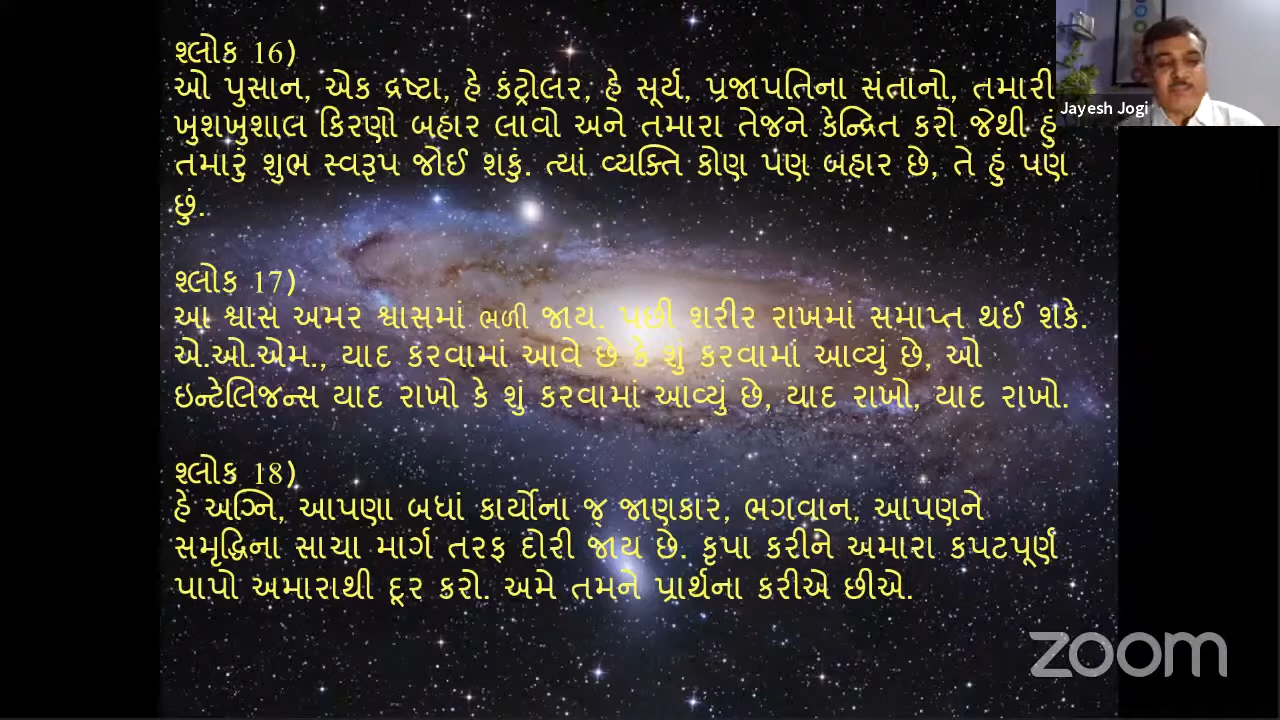 શ્લોક 16)
ઓ પુસાન, એક દ્રષ્ટા, હે કંટ્રોલર, હે સૂર્ય, પ્રજાપતિના સંતાનો, તમારી
ખુશખુશાલ કિરણો બહાર લાવો અને તમારા તેજને કેન્દ્રિત કરો જેથી હું
તમારું શુભ સ્વરૂપ જોઈ શકું. ત્યાં વ્યક્તિ કોણ પણ બહાર છે, તે હું પણ
છું.
Jayesh Jogi
શ્લોક 17)
આ શ્વાસ અમર શ્વાસમાં ભળી જાય. પછી શરીર રાખમાં સમાપ્ત થઈ શકે.
એ.ઓ.એમ., યાદ કરવામાં આવે છે કે શું કરવામાં આવ્યું છે, ઓ
ઇન્ટેલિજન્સ યાદ રાખો કે શું કરવામાં આવ્યું છે, યાદ રાખો, યાદ રાખો.
શ્લોક 18)
હે અગ્નિ, આપણા બધાં કાર્યોના જ જાણકાર, ભગવાન, આપણને
સમૃદ્ધિના સાચા માર્ગ તરફ દોરી જાય છે. કૃપા કરીને અમારા કપટપૂર્ણ
પાપો અમારાથી દૂર કરો. અમે તમને પ્રાર્થના કરીએ છીએ.
zoom